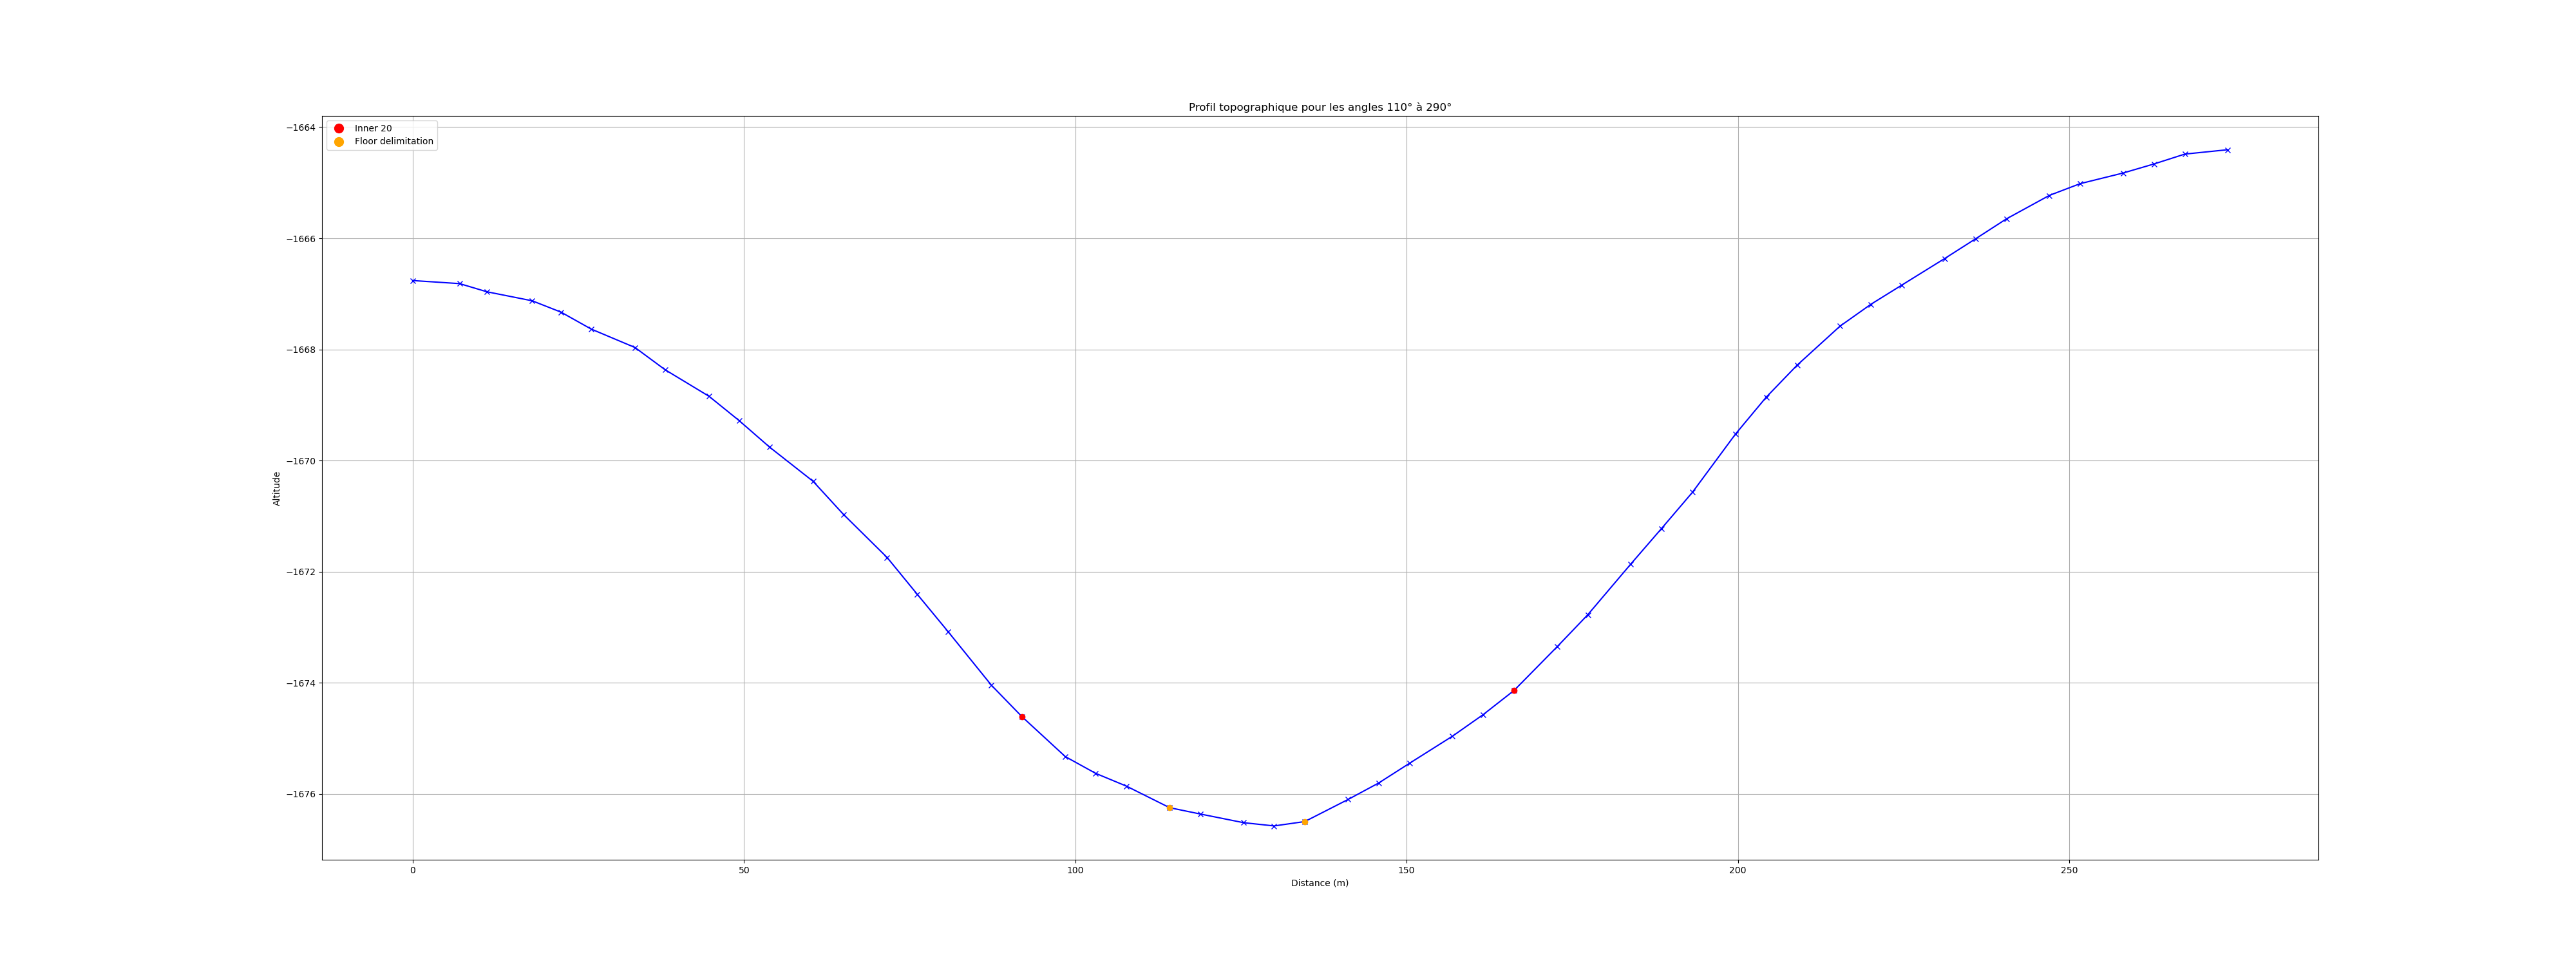 Profil topographique pour les angles 110° à 290°
Inner 20
Floor delimitation
−1664
−1666
−1668
−1670
−1672
−1674
−1676
Altitude
0 50 100 150 200 250
Distance (m)